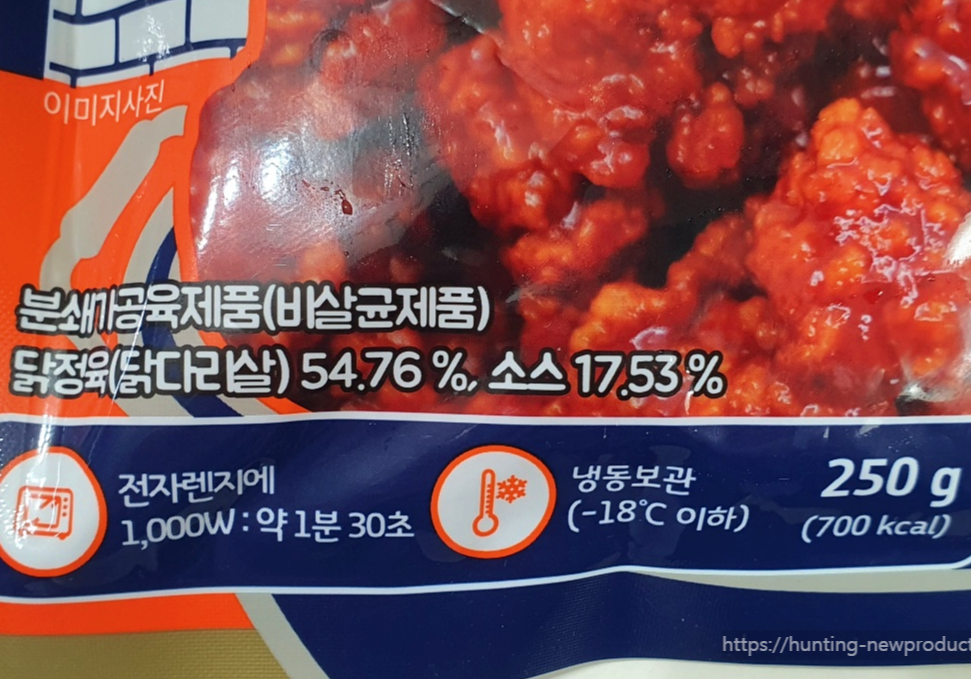 이미지사진
분쇄가공육제품(비살균제품)
닭정육(닭다리살) 54.76 %, 소스 17.53 %
전자렌지에
1,000W : 약 1분 30초
냉동보관
(-18℃ 이하)
250 g
(700 kcal)
https://hunting-newproduct